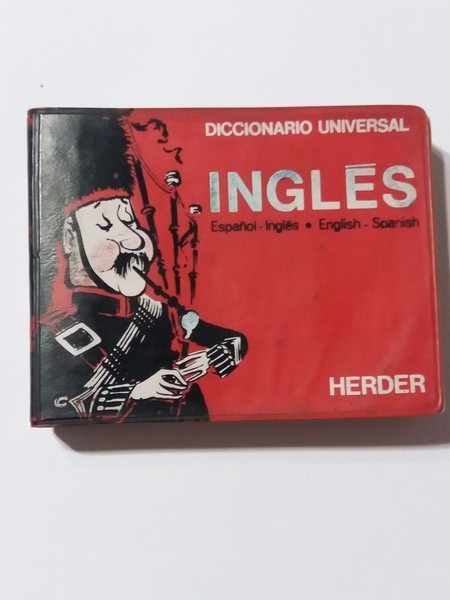 DICCIONARIO UNIVERSAL
INGLÉS
Español - Inglés • English - Spanish
HERDER